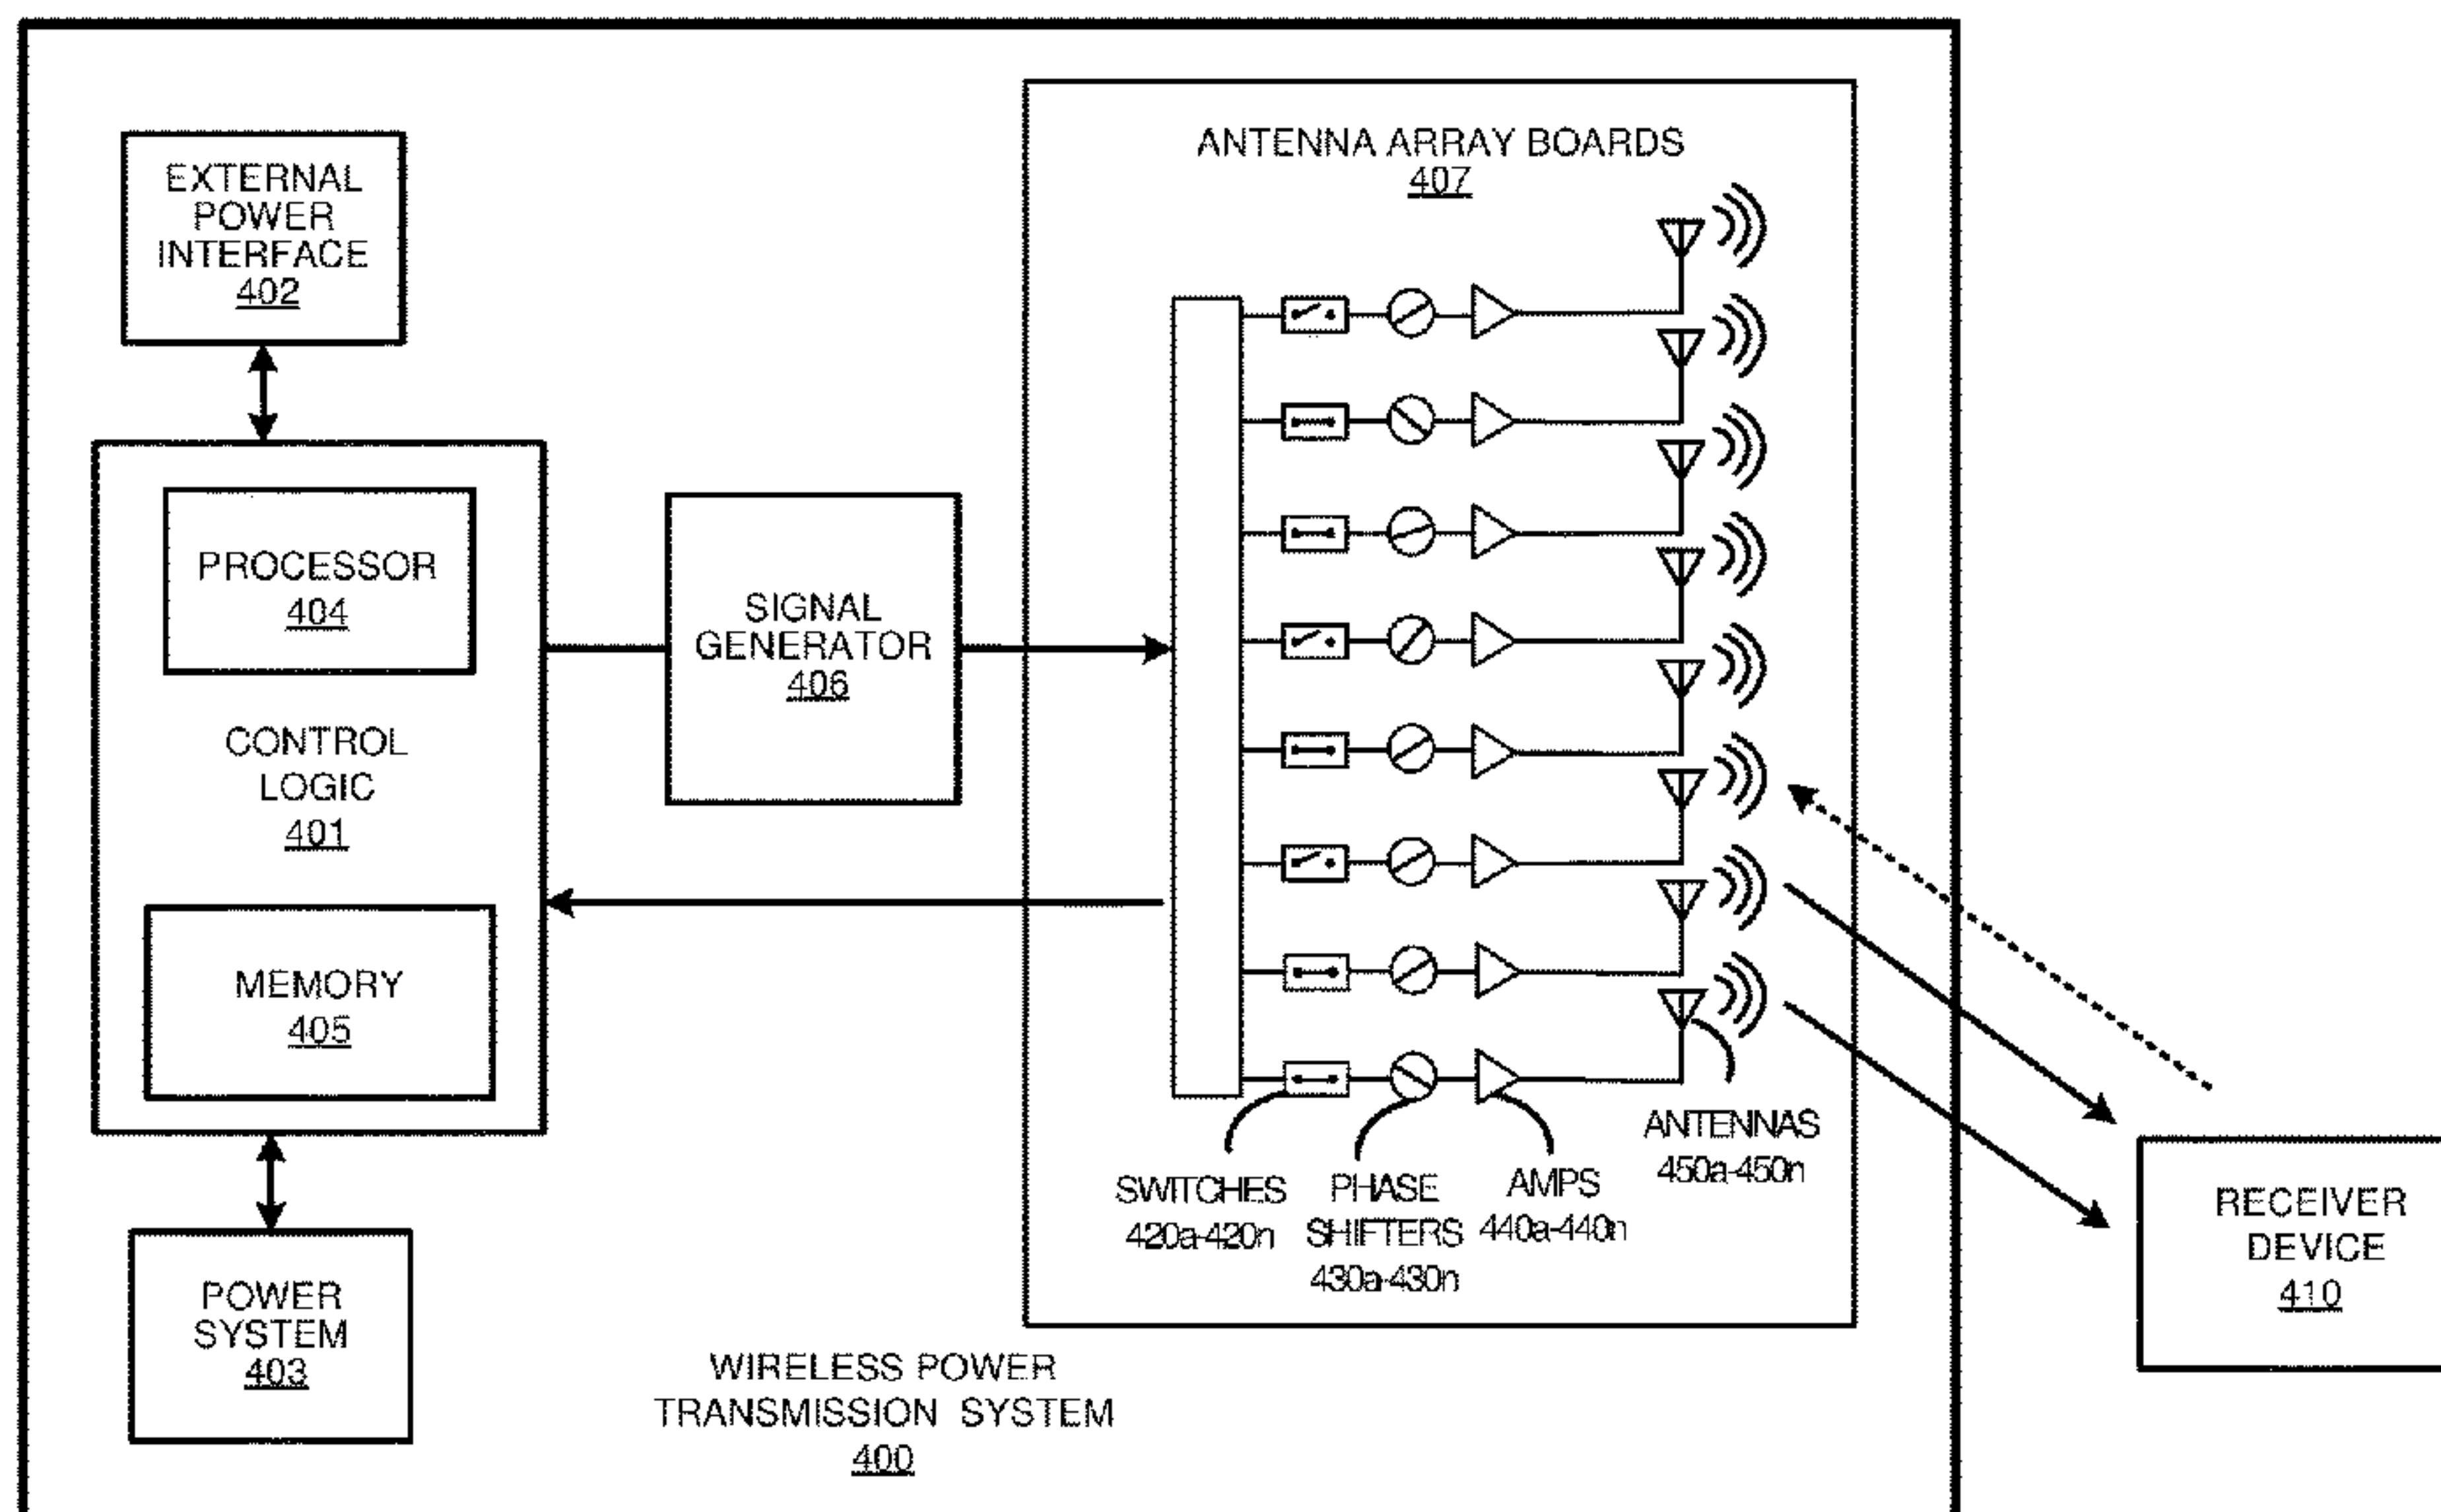 EXTERNAL
POWER
INTERFACE
402
PROCESSOR
404
CONTROL
LOGIC
401
MEMORY
405
POWER
SYSTEM
403
SIGNAL
GENERATOR
406
ANTENNA ARRAY BOARDS
407
SWITCHES
420a-420n
PHASE
SHIFTERS
430a-430n
AMPS
440a-440n
ANTENNAS
450a-450n
WIRELESS POWER
TRANSMISSION SYSTEM
400
RECEIVER
DEVICE
410